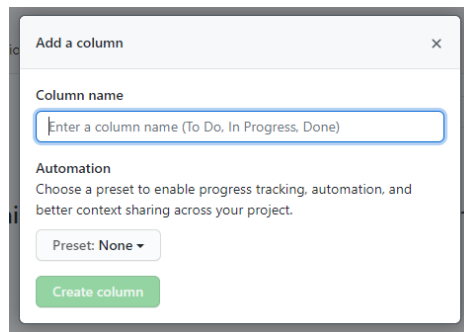 Add a column
×
Column name
Enter a column name (To Do, In Progress, Done)
Automation
Choose a preset to enable progress tracking, automation, and
better context sharing across your project.
Preset: None
Create column